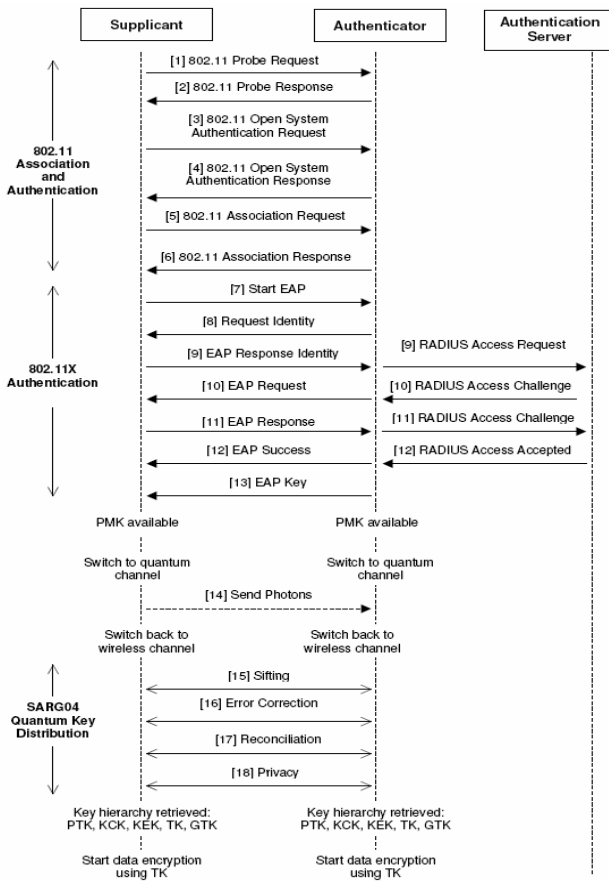 Supplicant
Authenticator
Authentication
Server
[1] 802.11 Probe Request
[2] 802.11 Probe Response
[3] 802.11 Open System
Authentication Request
802.11
Association
and
Authentication
[4] 802.11 Open System
Authentication Response
[5] 802.11 Association Request
[6] 802.11 Association Response
[7] Start EAP
[8] Request Identity
802.11X
Authentication
[9] EAP Response Identity
[9] RADIUS Access Request
[10] EAP Request
[10] RADIUS Access Challenge
[11] EAP Response
[11] RADIUS Access Challenge
[12] EAP Success
[12] RADIUS Access Accepted
[13] EAP Key
PMK available
PMK available
Switch to quantum
channel
Switch to quantum
channel
[14] Send Photons
Switch back to
wireless channel
Switch back to
wireless channel
SARG04
Quantum Key
Distribution
[15] Sifting
[16] Error Correction
[17] Reconciliation
[18] Privacy
Key hierarchy retrieved:
PTK, KCK, KEK, TK, GTK
Key hierarchy retrieved:
PTK, KCK, KEK, TK, GTK
Start data encryption
using TK
Start data encryption
using TK